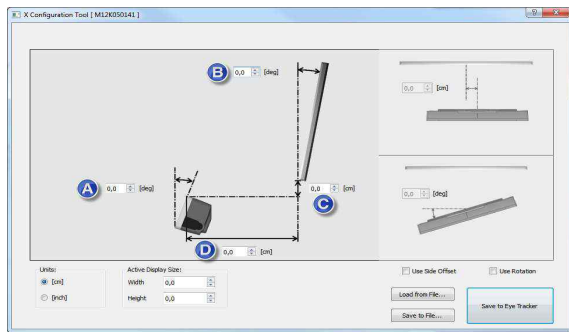 X Configuration Tool [ M12K050141 ]
B 0,0 [deg]
0,0 [cm]
A 0,0 [deg]
0,0 [cm]
C
D 0,0 [cm]
0,0 [deg]
Units:
[cm]
[inch]
Active Display Size:
Width 0,0
Height 0,0
Use Side Offset Use Rotation
Load from File...
Save to File...
Save to Eye Tracker